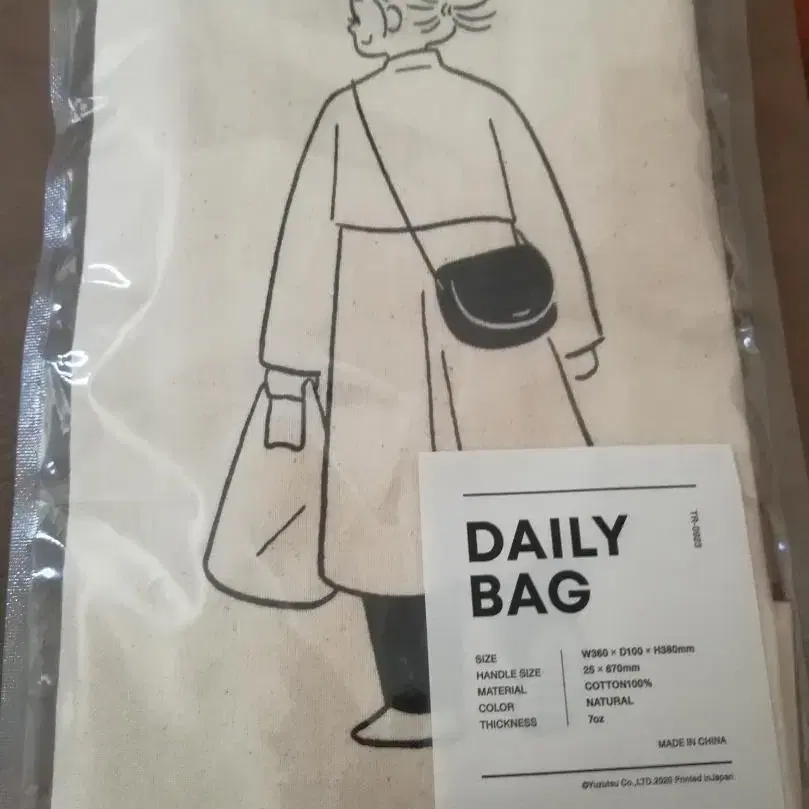 DAILY
BAG
TR-0923
SIZE W360 × D100 × H380mm
HANDLE SIZE 25 × 670mm
MATERIAL COTTON100%
COLOR NATURAL
THICKNESS 7oz
MADE IN CHINA
©Yuzutsu Co.,LTD.2020 Printed inJapan